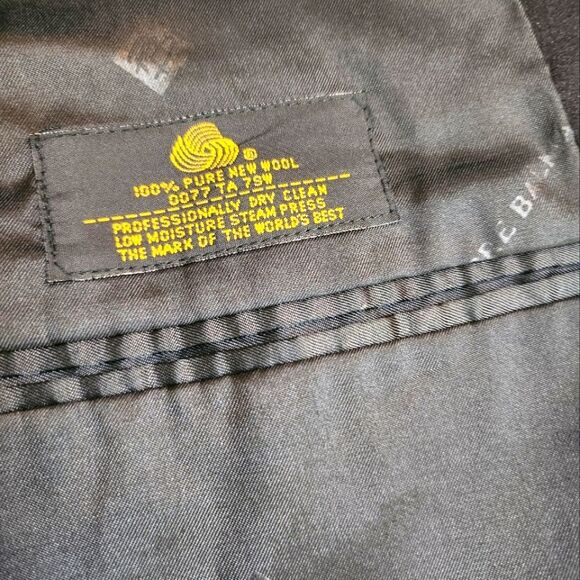 100% PURE NEW WOOL
0077 TA 79W
PROFESSIONALLY DRY CLEAN
LOW MOISTURE STEAM PRESS
THE MARK OF THE WORLD'S BEST